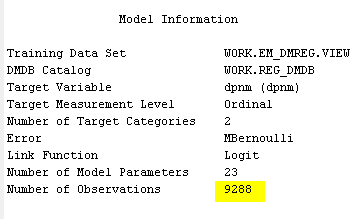 Model Information
Training Data Set WORK.EM_DMREG.VIEW
DMDB Catalog WORK.REG_DMDB
Target Variable dpnm (dpnm)
Target Measurement Level Ordinal
Number of Target Categories 2
Error MBernoulli
Link Function Logit
Number of Model Parameters 23
Number of Observations 9288